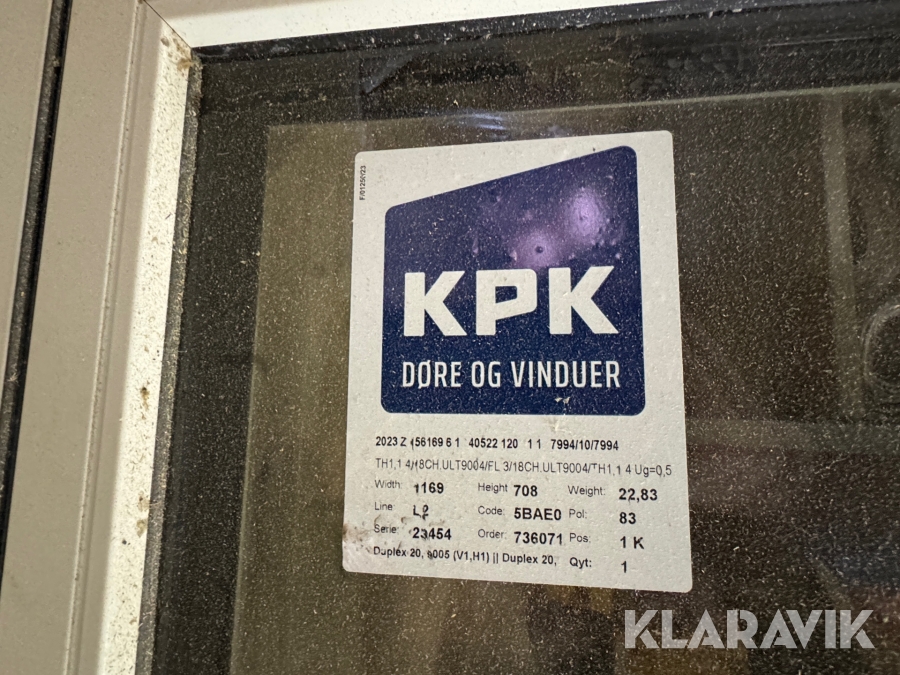 F/0125023
KPK
DØRE OG VINDUER
2023 Z 56169 6 1 40522 120 1 1 7994/10/7994
TH1,1 4/18CH.ULT9004/FL 3/18CH.ULT9004/TH1,1 4 Ug=0,5
Width 1169 Height 708 Weight: 22,83
Line Code: 5BAE0 Pol: 83
Serie: 23454 Order: 736071 Pos: 1 K
Duplex 20, 9005 (V1,H1) || Duplex 20, Qyt: 1
KLARAVIK